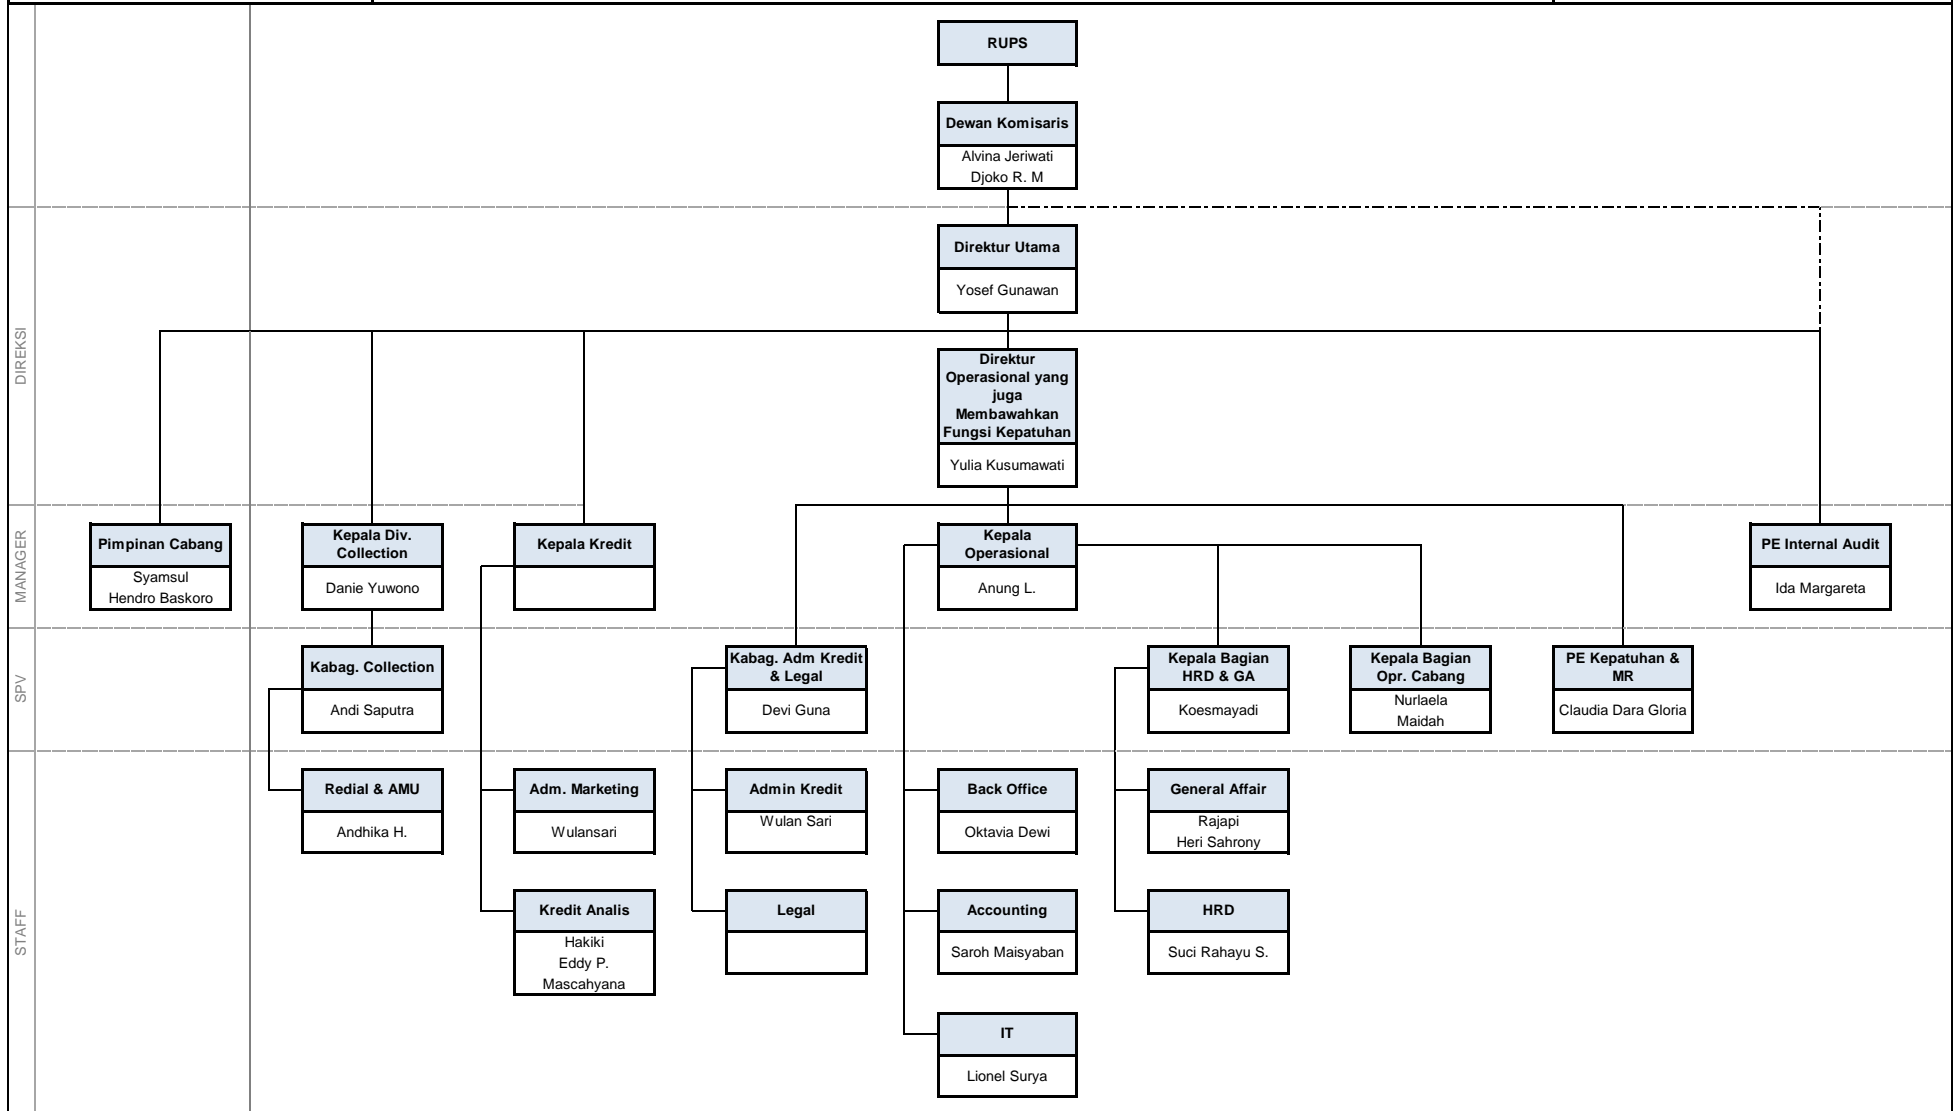 RUPS
Dewan Komisaris
Alvina Jeriwati
Djoko R. M
Direktur Utama
Yosef Gunawan
DIREKSI
Direktur
Operasional yang
juga
Membawahkan
Fungsi Kepatuhan
Yulia Kusumawati
MANAGER
Pimpinan Cabang
Syamsul
Hendro Baskoro
Kepala Div.
Collection
Danie Yuwono
Kepala Kredit
Kepala
Operasional
Anung L.
PE Internal Audit
Ida Margareta
SPV
Kabag. Collection
Andi Saputra
Kabag. Adm Kredit
& Legal
Devi Guna
Kepala Bagian
HRD & GA
Koesmayadi
Kepala Bagian
Opr. Cabang
Nurlaela
Maidah
PE Kepatuhan &
MR
Claudia Dara Gloria
STAFF
Redial & AMU
Andhika H.
Adm. Marketing
Wulansari
Admin Kredit
Wulan Sari
Back Office
Oktavia Dewi
General Affair
Rajapi
Heri Sahrony
Kredit Analis
Hakiki
Eddy P.
Mascahyana
Legal
Accounting
Saroh Maisyaban
HRD
Suci Rahayu S.
IT
Lionel Surya